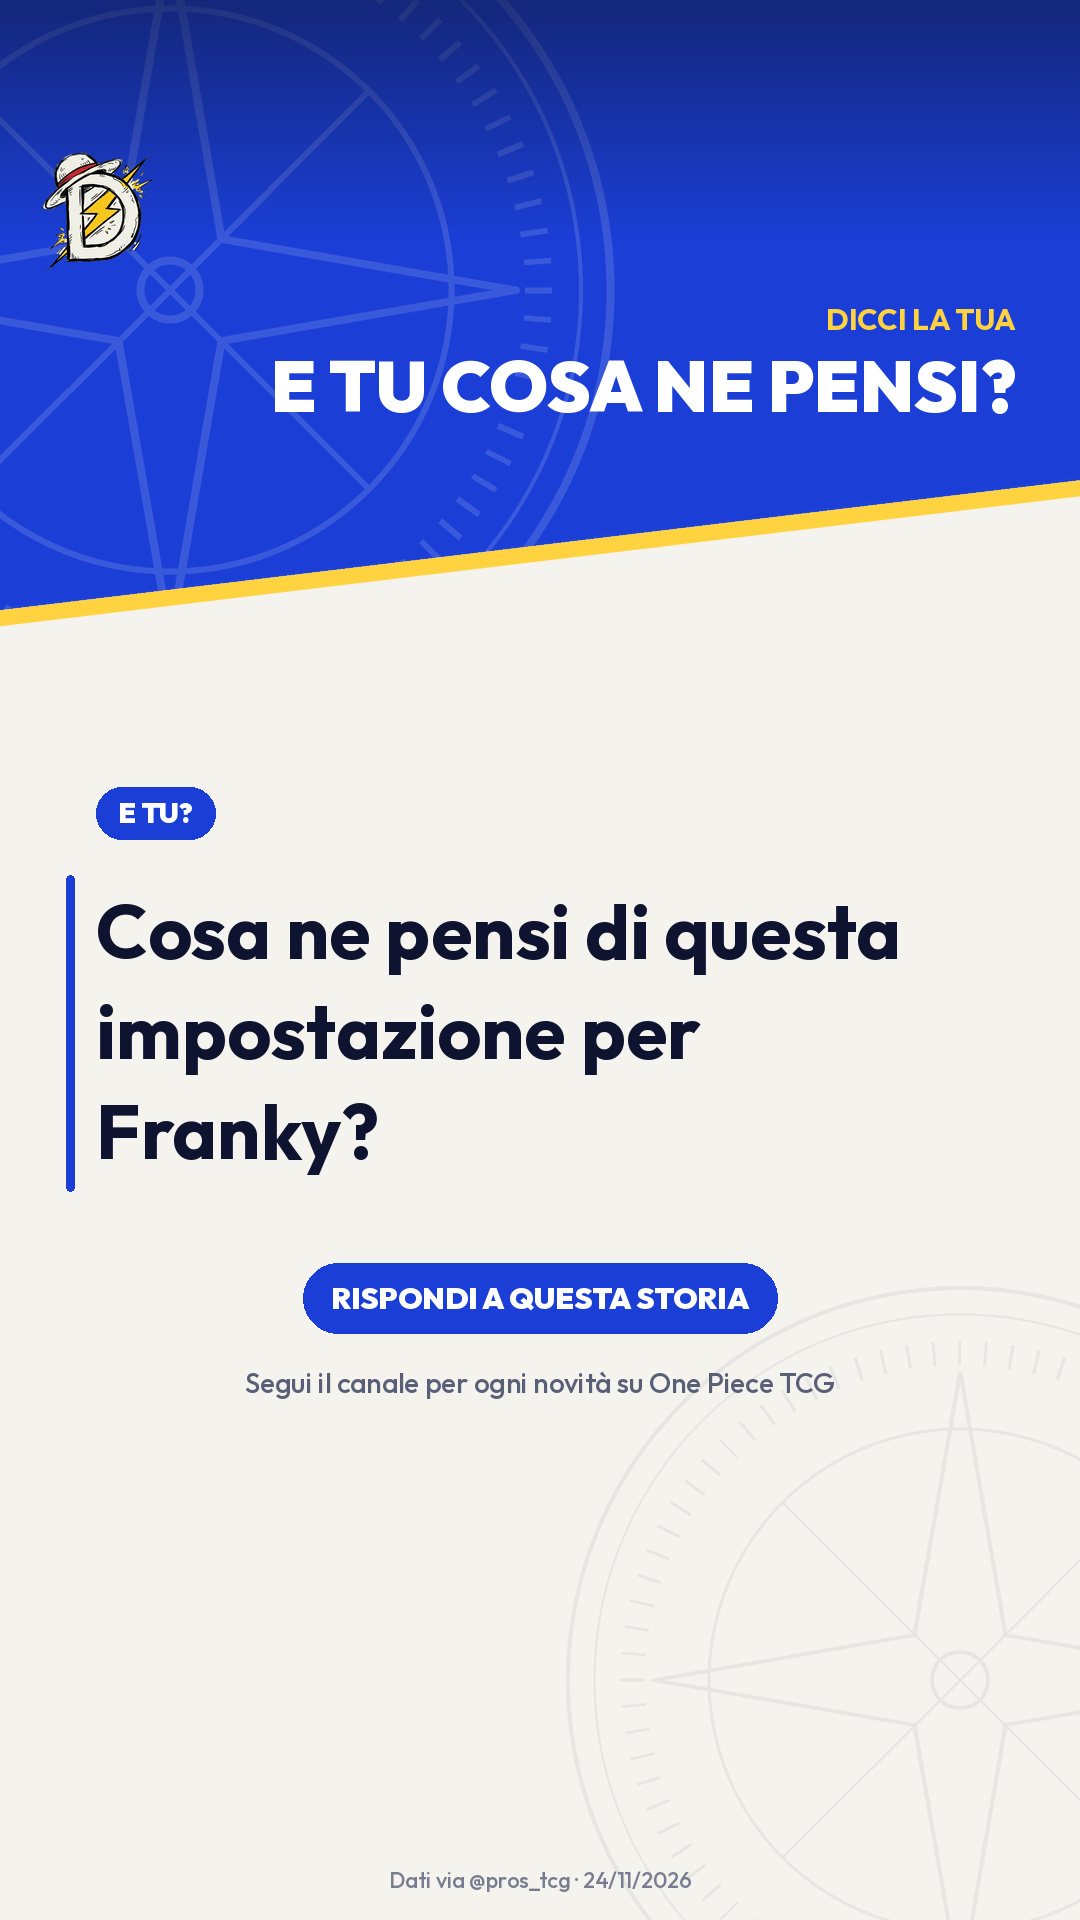 D
DICCI LA TUA
E TU COSA NE PENSI?
E TU?
Cosa ne pensi di questa
impostazione per
Franky?
RISPONDI A QUESTA STORIA
Segui il canale per ogni novità su One Piece TCG
Dati via @pros_tcg · 24/11/2026